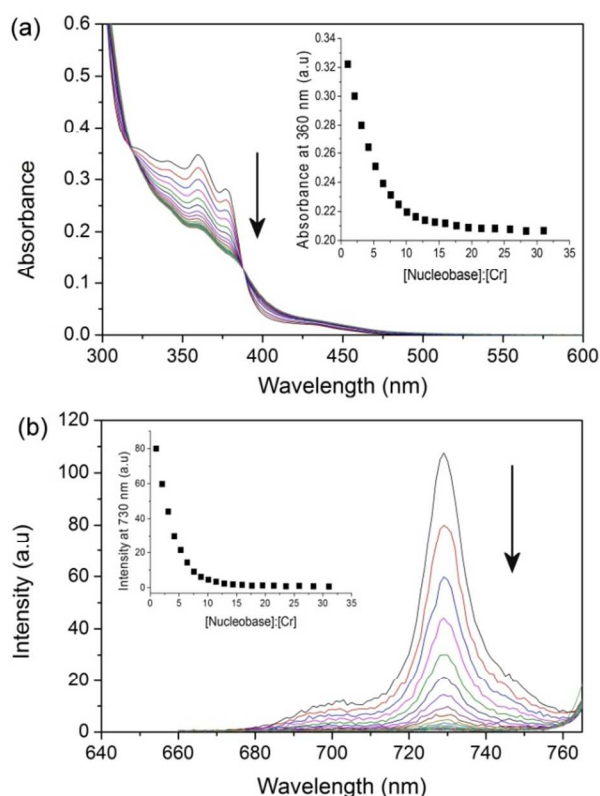 (a)
0.6
0.5
0.4
0.3
0.2
0.1
0.0
Absorbance
300 350 400 450 500 550 600
Wavelength (nm)
0.34
0.32
0.30
0.28
0.26
0.24
0.22
0.20
Absorbance at 360 nm (a.u)
0 5 10 15 20 25 30 35
[Nucleobase]:[Cr]
(b)
120
100
80
60
40
20
0
Intensity (a.u)
640 660 680 700 720 740 760
Wavelength (nm)
80
60
40
20
0
Intensity at 730 nm (a.u)
0 5 10 15 20 25 30 35
[Nucleobase]:[Cr]